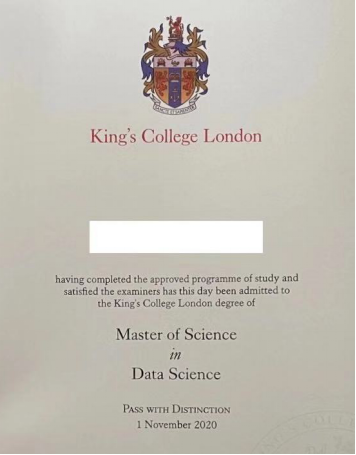 King's College London
having completed the approved programme of study and
satisfied the examiners has this day been admitted to
the King's College London degree of
Master of Science
in
Data Science
PASS WITH DISTINCTION
1 November 2020